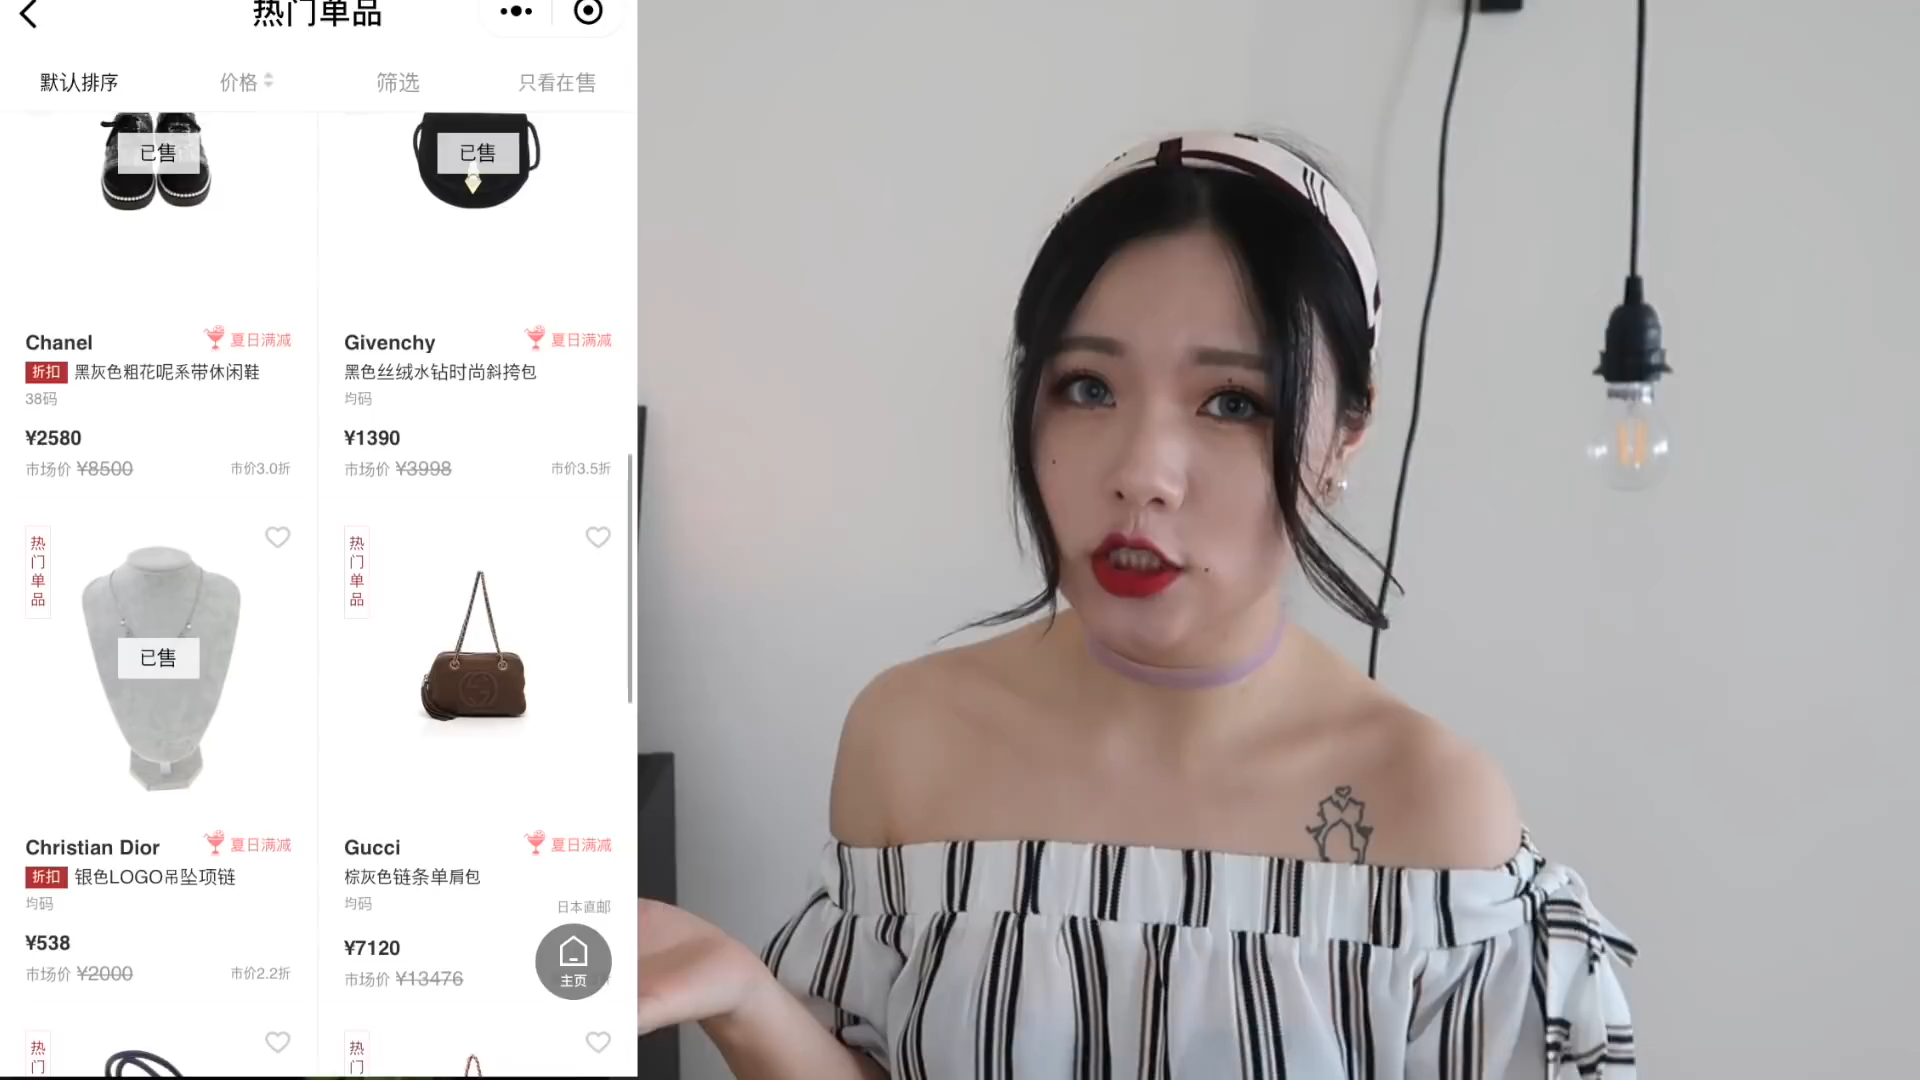 热门单品
默认排序 价格 筛选 只看在售
已售 已售
Chanel 夏日满减
折扣 黑灰色粗花呢系带休闲鞋
38码
¥2580
市场价 ¥8500 市价3.0折
Givenchy 夏日满减
黑色丝绒水钻时尚斜挎包
均码
¥1390
市场价 ¥3998 市价3.5折
热门单品
已售
Christian Dior 夏日满减
折扣 银色LOGO吊坠项链
均码
¥538
市场价 ¥2000 市价2.2折
热门单品
Gucci 夏日满减
棕灰色链条单肩包
均码 日本直邮
¥7120
市场价 ¥13476
主页
热门
热门